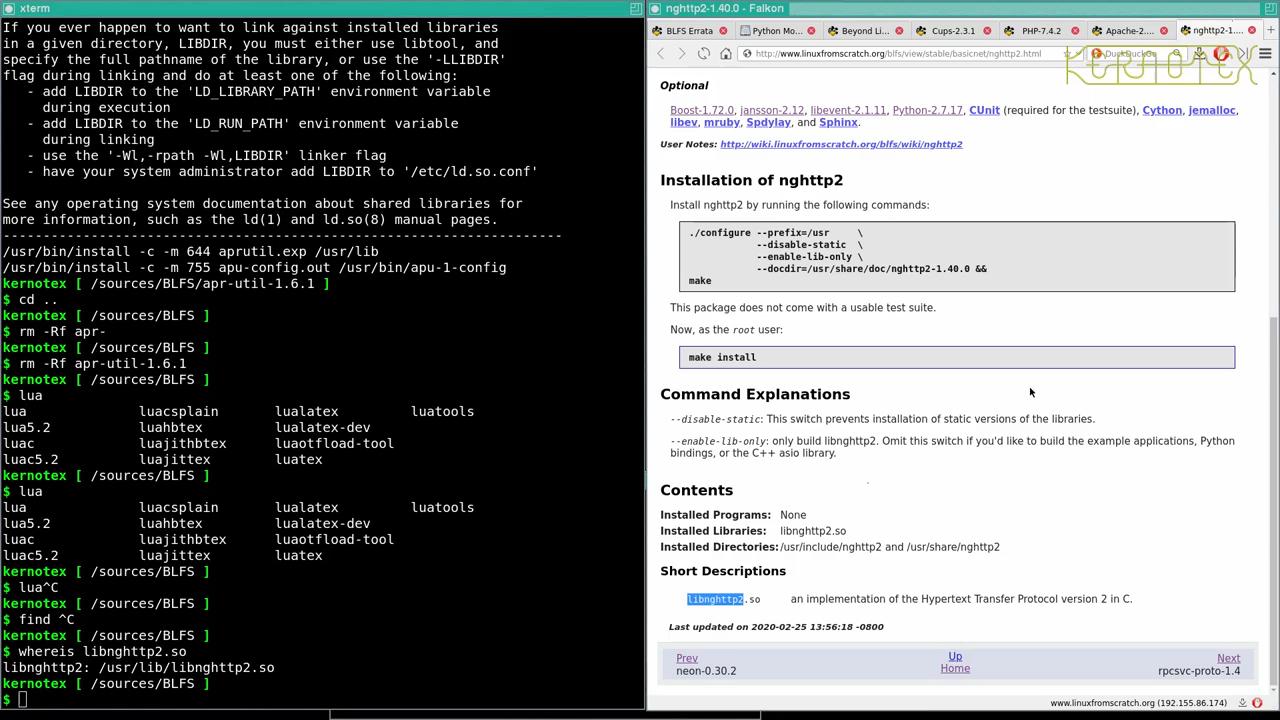 xterm
If you ever happen to want to link against installed libraries
in a given directory, LIBDIR, you must either use libtool, and
specify the full pathname of the library, or use the '-LLIBDIR'
flag during linking and do at least one of the following:
- add LIBDIR to the 'LD_LIBRARY_PATH' environment variable
during execution
- add LIBDIR to the 'LD_RUN_PATH' environment variable
during linking
- use the '-Wl,-rpath -Wl,LIBDIR' linker flag
- have your system administrator add LIBDIR to '/etc/ld.so.conf'
See any operating system documentation about shared libraries for
more information, such as the ld(1) and ld.so(8) manual pages.
----------------------------------------------------------------------
/usr/bin/install -c -m 644 aprutil.exp /usr/lib
/usr/bin/install -c -m 755 apu-config.out /usr/bin/apu-1-config
kernotex [ /sources/BLFS/apr-util-1.6.1 ]
$ cd ..
kernotex [ /sources/BLFS ]
$ rm -Rf apr-
kernotex [ /sources/BLFS ]
$ rm -Rf apr-util-1.6.1
kernotex [ /sources/BLFS ]
$ lua
lua luacsplain lualatex luatools
lua5.2 luahbtex lualatex-dev
luac luajithbtex luaotfload-tool
luac5.2 luajittex luatex
kernotex [ /sources/BLFS ]
$ lua
lua luacsplain lualatex luatools
lua5.2 luahbtex lualatex-dev
luac luajithbtex luaotfload-tool
luac5.2 luajittex luatex
kernotex [ /sources/BLFS ]
$ lua^C
kernotex [ /sources/BLFS ]
$ find ^C
kernotex [ /sources/BLFS ]
$ whereis libnghttp2.so
libnghttp2: /usr/lib/libnghttp2.so
kernotex [ /sources/BLFS ]
$
nghttp2-1.40.0 - Falkon
BLFS Errata Python Mo... Beyond Li... Cups-2.3.1 PHP-7.4.2 Apache-2.... nghttp2-1....
http://www.linuxfromscratch.org/blfs/view/stable/basicnet/nghttp2.html DuckDuckGo
KERNOTEX
Optional
Boost-1.72.0, jansson-2.12, libevent-2.1.11, Python-2.7.17, CUnit (required for the testsuite), Cython, jemalloc,
libev, mruby, Spdylay, and Sphinx.
User Notes: http://wiki.linuxfromscratch.org/blfs/wiki/nghttp2
Installation of nghttp2
Install nghttp2 by running the following commands:
./configure --prefix=/usr \
--disable-static \
--enable-lib-only \
--docdir=/usr/share/doc/nghttp2-1.40.0 &&
make
This package does not come with a usable test suite.
Now, as the root user:
make install
Command Explanations
--disable-static: This switch prevents installation of static versions of the libraries.
--enable-lib-only: only build libnghttp2. Omit this switch if you'd like to build the example applications, Python
bindings, or the C++ asio library.
Contents
Installed Programs: None
Installed Libraries: libnghttp2.so
Installed Directories: /usr/include/nghttp2 and /usr/share/nghttp2
Short Descriptions
libnghttp2.so an implementation of the Hypertext Transfer Protocol version 2 in C.
Last updated on 2020-02-25 13:56:18 -0800
Prev Up Next
neon-0.30.2 Home rpcsvc-proto-1.4
www.linuxfromscratch.org (192.155.86.174)